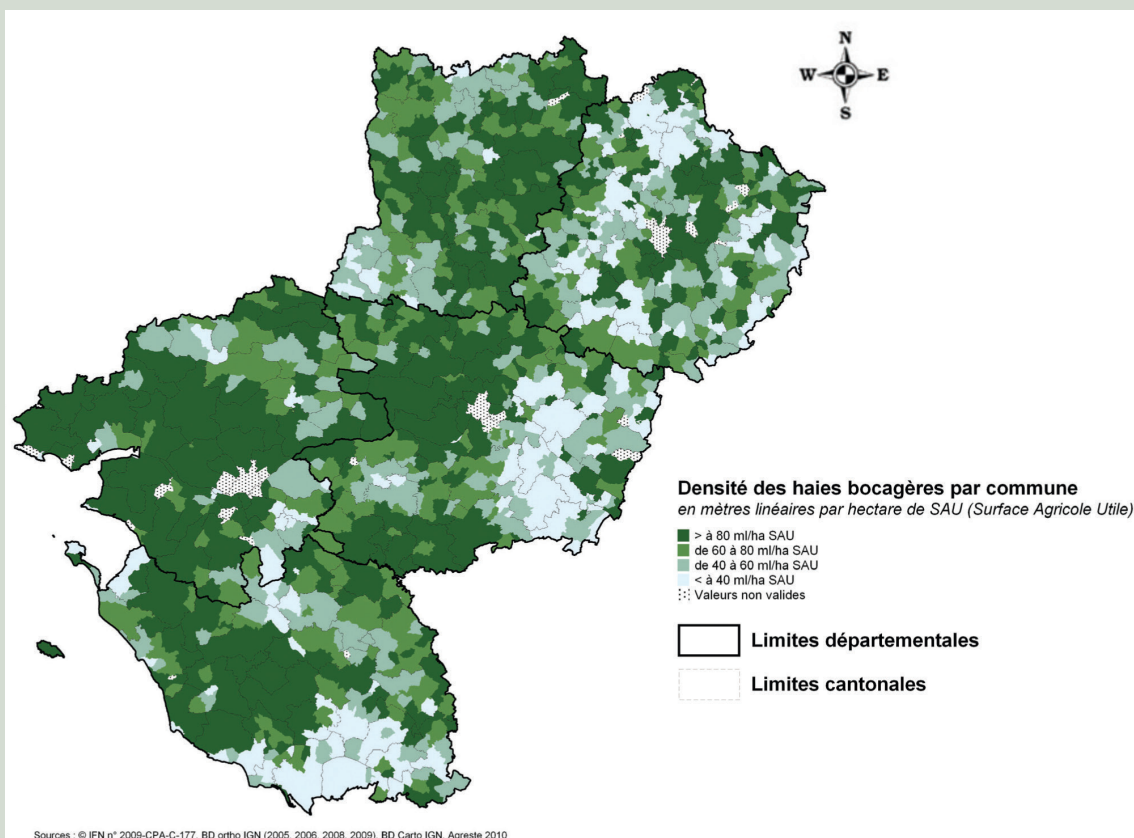 N
W E
S
Densité des haies bocagères par commune
en mètres linéaires par hectare de SAU (Surface Agricole Utile)
> à 80 ml/ha SAU
de 60 à 80 ml/ha SAU
de 40 à 60 ml/ha SAU
< à 40 ml/ha SAU
Valeurs non valides
Limites départementales
Limites cantonales
Sources : © IFN n° 2009-CPA-C-177, BD ortho IGN (2005, 2006, 2008, 2009), BD Carto IGN, Agreste 2010